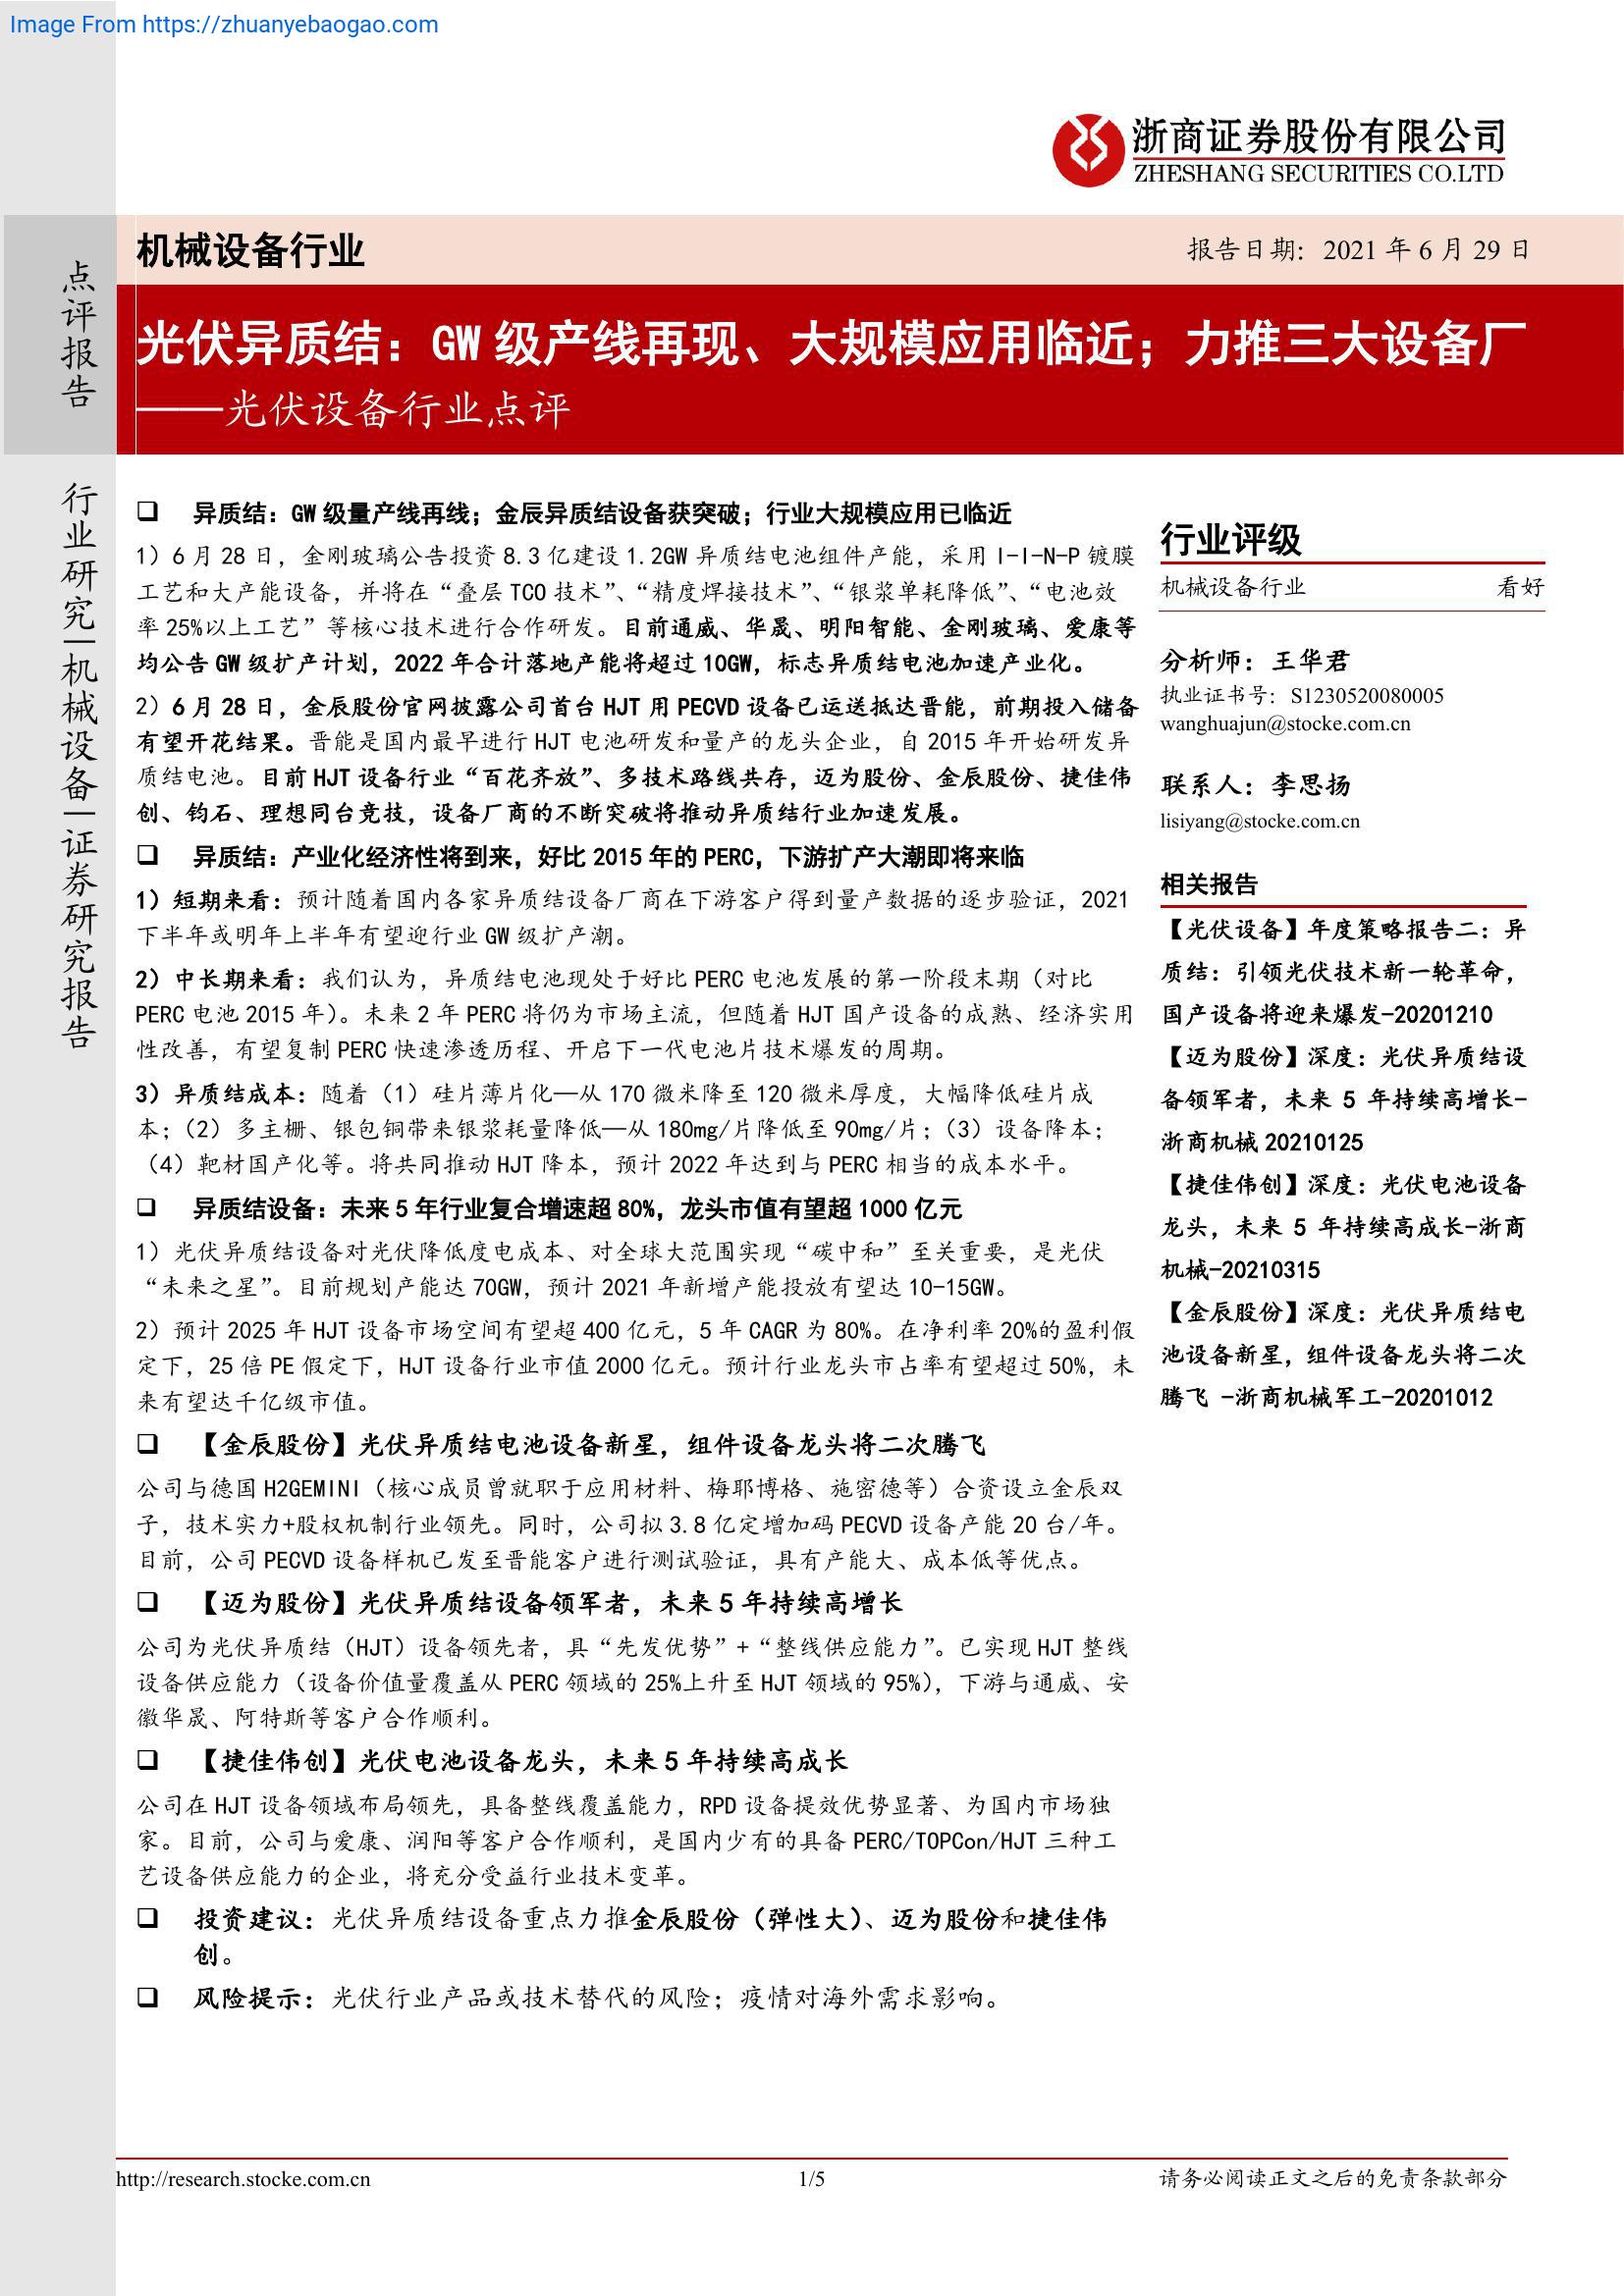 Image From https://zhuanyebaogao.com
浙商证券股份有限公司
ZHESHANG SECURITIES CO.LTD
点评报告
机械设备行业
报告日期：2021 年 6 月 29 日
光伏异质结：GW 级产线再现、大规模应用临近；力推三大设备厂
——光伏设备行业点评
行业研究|机械设备|证券研究报告
❑ 异质结：GW 级量产线再线；金辰异质结设备获突破；行业大规模应用已临近
1）6 月 28 日，金刚玻璃公告投资 8.3 亿建设 1.2GW 异质结电池组件产能，采用 I-I-N-P 镀膜
工艺和大产能设备，并将在“叠层 TCO 技术”、“精度焊接技术”、“银浆单耗降低”、“电池效
率 25%以上工艺”等核心技术进行合作研发。目前通威、华晟、明阳智能、金刚玻璃、爱康等
均公告 GW 级扩产计划，2022 年合计落地产能将超过 10GW，标志异质结电池加速产业化。
2）6 月 28 日，金辰股份官网披露公司首台 HJT 用 PECVD 设备已运送抵达晋能，前期投入储备
有望开花结果。晋能是国内最早进行 HJT 电池研发和量产的龙头企业，自 2015 年开始研发异
质结电池。目前 HJT 设备行业“百花齐放”、多技术路线共存，迈为股份、金辰股份、捷佳伟
创、钧石、理想同台竞技，设备厂商的不断突破将推动异质结行业加速发展。
❑ 异质结：产业化经济性将到来，好比 2015 年的 PERC，下游扩产大潮即将来临
1）短期来看：预计随着国内各家异质结设备厂商在下游客户得到量产数据的逐步验证，2021
下半年或明年上半年有望迎行业 GW 级扩产潮。
2）中长期来看：我们认为，异质结电池现处于好比 PERC 电池发展的第一阶段末期（对比
PERC 电池 2015 年）。未来 2 年 PERC 将仍为市场主流，但随着 HJT 国产设备的成熟、经济实用
性改善，有望复制 PERC 快速渗透历程、开启下一代电池片技术爆发的周期。
3）异质结成本：随着（1）硅片薄片化—从 170 微米降至 120 微米厚度，大幅降低硅片成
本；（2）多主栅、银包铜带来银浆耗量降低—从 180mg/片降低至 90mg/片；（3）设备降本；
（4）靶材国产化等。将共同推动 HJT 降本，预计 2022 年达到与 PERC 相当的成本水平。
❑ 异质结设备：未来 5 年行业复合增速超 80%，龙头市值有望超 1000 亿元
1）光伏异质结设备对光伏降低度电成本、对全球大范围实现“碳中和”至关重要，是光伏
“未来之星”。目前规划产能达 70GW，预计 2021 年新增产能投放有望达 10-15GW。
2）预计 2025 年 HJT 设备市场空间有望超 400 亿元，5 年 CAGR 为 80%。在净利率 20%的盈利假
定下，25 倍 PE 假定下，HJT 设备行业市值 2000 亿元。预计行业龙头市占率有望超过 50%，未
来有望达千亿级市值。
❑ 【金辰股份】光伏异质结电池设备新星，组件设备龙头将二次腾飞
公司与德国 H2GEMINI（核心成员曾就职于应用材料、梅耶博格、施密德等）合资设立金辰双
子，技术实力+股权机制行业领先。同时，公司拟 3.8 亿定增加码 PECVD 设备产能 20 台/年。
目前，公司 PECVD 设备样机已发至晋能客户进行测试验证，具有产能大、成本低等优点。
❑ 【迈为股份】光伏异质结设备领军者，未来 5 年持续高增长
公司为光伏异质结（HJT）设备领先者，具“先发优势”+“整线供应能力”。已实现 HJT 整线
设备供应能力（设备价值量覆盖从 PERC 领域的 25%上升至 HJT 领域的 95%），下游与通威、安
徽华晟、阿特斯等客户合作顺利。
❑ 【捷佳伟创】光伏电池设备龙头，未来 5 年持续高成长
公司在 HJT 设备领域布局领先，具备整线覆盖能力，RPD 设备提效优势显著、为国内市场独
家。目前，公司与爱康、润阳等客户合作顺利，是国内少有的具备 PERC/TOPCon/HJT 三种工
艺设备供应能力的企业，将充分受益行业技术变革。
❑ 投资建议：光伏异质结设备重点力推金辰股份（弹性大）、迈为股份和捷佳伟
创。
❑ 风险提示：光伏行业产品或技术替代的风险；疫情对海外需求影响。
行业评级
机械设备行业 看好
分析师：王华君
执业证书号：S1230520080005
wanghuajun@stocke.com.cn
联系人：李思扬
lisiyang@stocke.com.cn
相关报告
【光伏设备】年度策略报告二：异
质结：引领光伏技术新一轮革命，
国产设备将迎来爆发-20201210
【迈为股份】深度：光伏异质结设
备领军者，未来 5 年持续高增长-
浙商机械 20210125
【捷佳伟创】深度：光伏电池设备
龙头，未来 5 年持续高成长-浙商
机械-20210315
【金辰股份】深度：光伏异质结电
池设备新星，组件设备龙头将二次
腾飞 -浙商机械军工-20201012
http://research.stocke.com.cn
1/5
请务必阅读正文之后的免责条款部分